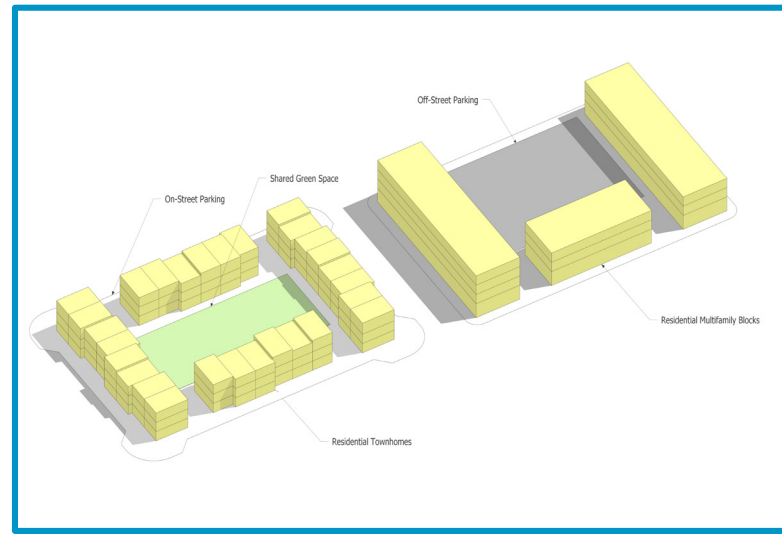 Off-Street Parking
Shared Green Space
On-Street Parking
Residential Multifamily Blocks
Residential Townhomes